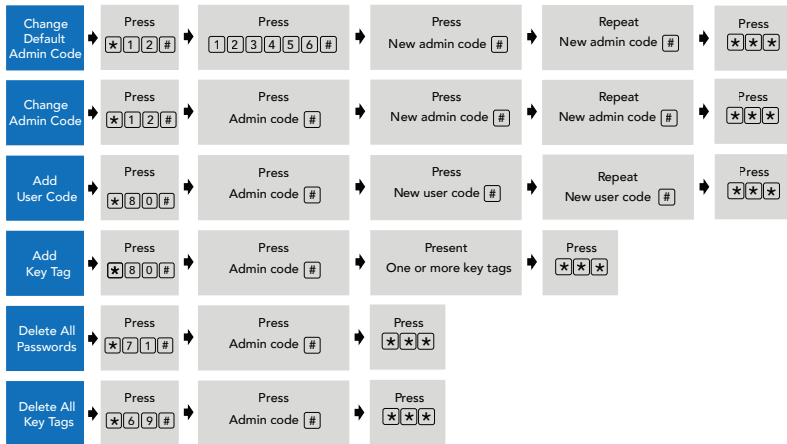 Change
Default
Admin Code
Press
*12#
Press
123456#
Press
New admin code #
Repeat
New admin code #
Press
***
Change
Admin Code
Press
*12#
Press
Admin code #
Press
New admin code #
Repeat
New admin code #
Press
***
Add
User Code
Press
*80#
Press
Admin code #
Press
New user code #
Repeat
New user code #
Press
***
Add
Key Tag
Press
*80#
Press
Admin code #
Present
One or more key tags
Press
***
Delete All
Passwords
Press
*71#
Press
Admin code #
Press
***
Delete All
Key Tags
Press
*69#
Press
Admin code #
Press
***